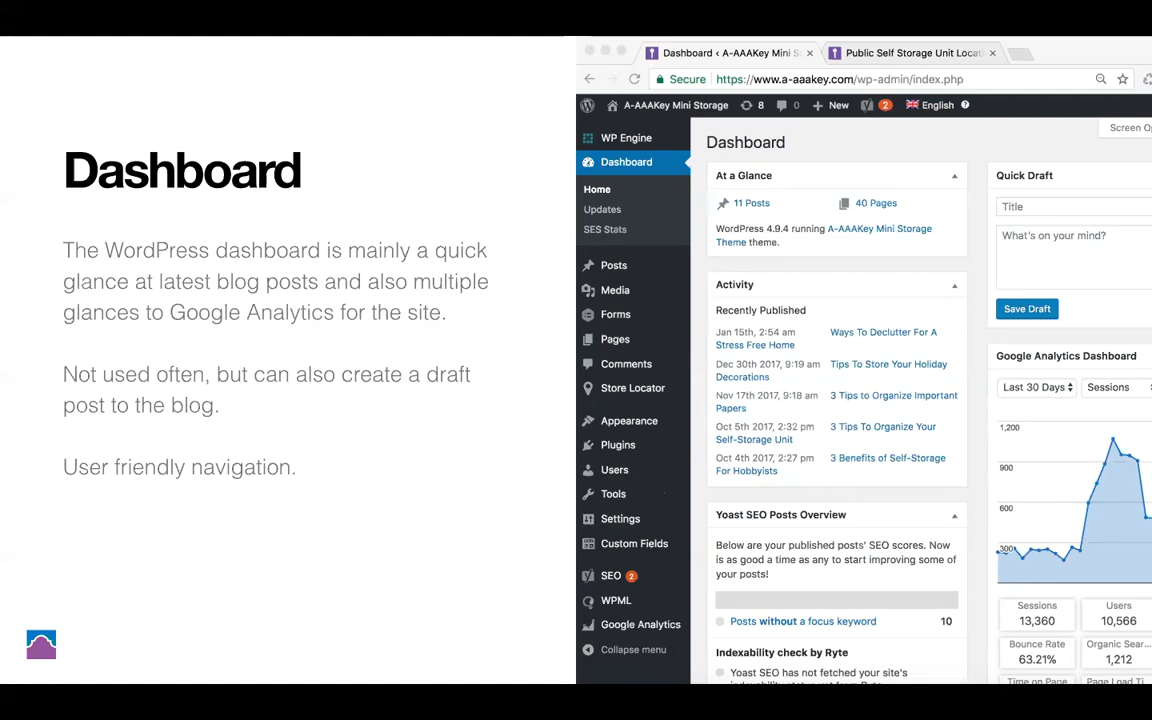 Dashboard
The WordPress dashboard is mainly a quick
glance at latest blog posts and also multiple
glances to Google Analytics for the site.
Not used often, but can also create a draft
post to the blog.
User friendly navigation.
Dashboard ‹ A-AAAKey Mini S
Public Self Storage Unit Locat
Secure https://www.a-aaakey.com/wp-admin/index.php
A-AAAKey Mini Storage 8 0 New 2 English
WP Engine
Dashboard
Home
Updates
SES Stats
Posts
Media
Forms
Pages
Comments
Store Locator
Appearance
Plugins
Users
Tools
Settings
Custom Fields
SEO 2
WPML
Google Analytics
Collapse menu
Screen Op
Dashboard
At a Glance
11 Posts 40 Pages
WordPress 4.9.4 running A-AAAKey Mini Storage
Theme theme.
Activity
Recently Published
Jan 15th, 2:54 am Ways To Declutter For A
Stress Free Home
Dec 30th 2017, 9:19 am Tips To Store Your Holiday
Decorations
Nov 17th 2017, 9:18 am 3 Tips to Organize Important
Papers
Oct 5th 2017, 2:32 pm 3 Tips To Organize Your
Self-Storage Unit
Oct 4th 2017, 2:27 pm 3 Benefits of Self-Storage
For Hobbyists
Yoast SEO Posts Overview
Below are your published posts' SEO scores. Now
is as good a time as any to start improving some of
your posts!
Posts without a focus keyword 10
Indexability check by Ryte
Yoast SEO has not fetched your site's
Quick Draft
Title
What's on your mind?
Save Draft
Google Analytics Dashboard
Last 30 Days Sessions
1,200
900
600
300
Sessions Users
13,360 10,566
Bounce Rate Organic Sear...
63.21% 1,212
Time on Page Page Load Ti